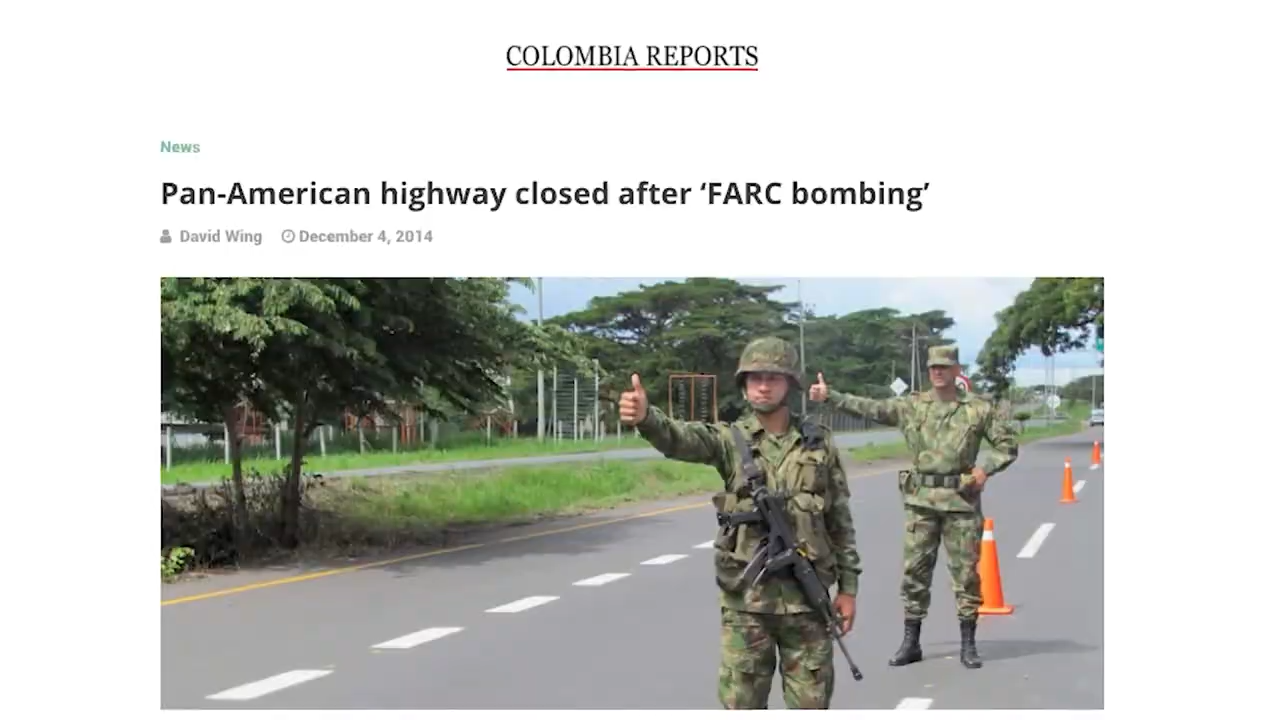 COLOMBIA REPORTS
News
Pan-American highway closed after ‘FARC bombing’
David Wing December 4, 2014